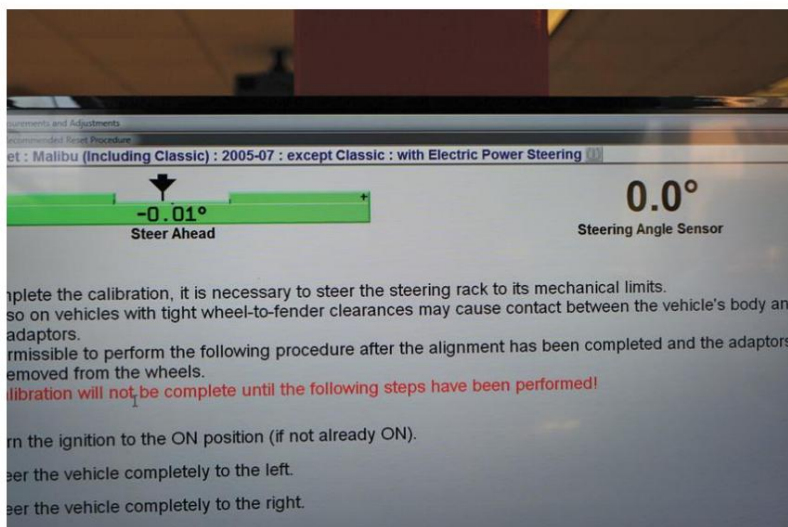 urements and Adjustments
ecommended Reset Procedure
et : Malibu (Including Classic) : 2005-07 : except Classic : with Electric Power Steering
-0.01°
+
Steer Ahead
0.0°
Steering Angle Sensor
mplete the calibration, it is necessary to steer the steering rack to its mechanical limits.
so on vehicles with tight wheel-to-fender clearances may cause contact between the vehicle's body an
adaptors.
rmissible to perform the following procedure after the alignment has been completed and the adaptors
emoved from the wheels.
libration will not be complete until the following steps have been performed!
rn the ignition to the ON position (if not already ON).
eer the vehicle completely to the left.
eer the vehicle completely to the right.